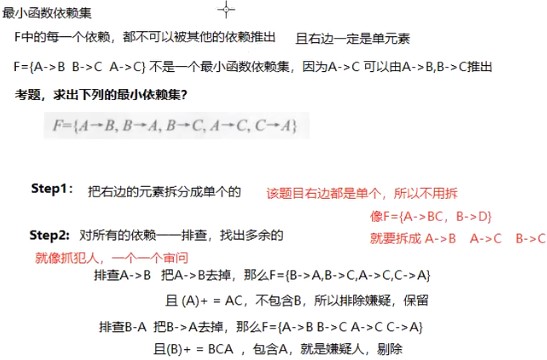 最小函数依赖集
F中的每一个依赖，都不可以被其他的依赖推出 且右边一定是单元素
F={A->B B->C A->C} 不是一个最小函数依赖集，因为A->C 可以由A->B,B->C推出
考题，求出下列的最小依赖集？
F={A→B, B→A, B→C, A→C, C→A}
Step1： 把右边的元素拆分成单个的 该题目右边都是单个，所以不用拆
像F={A->BC，B->D}
Step2: 对所有的依赖一一排查，找出多余的 就要拆成 A->B A->C B->C
就像抓犯人，一个一个审问
排查A->B 把A->B去掉，那么F={B->A,B->C,A->C,C->A}
且 (A)+ = AC，不包含B，所以排除嫌疑，保留
排查B-A 把B->A去掉，那么F={A->B B->C A->C C->A}
且(B)+ = BCA ，包含A，就是嫌疑人，剔除